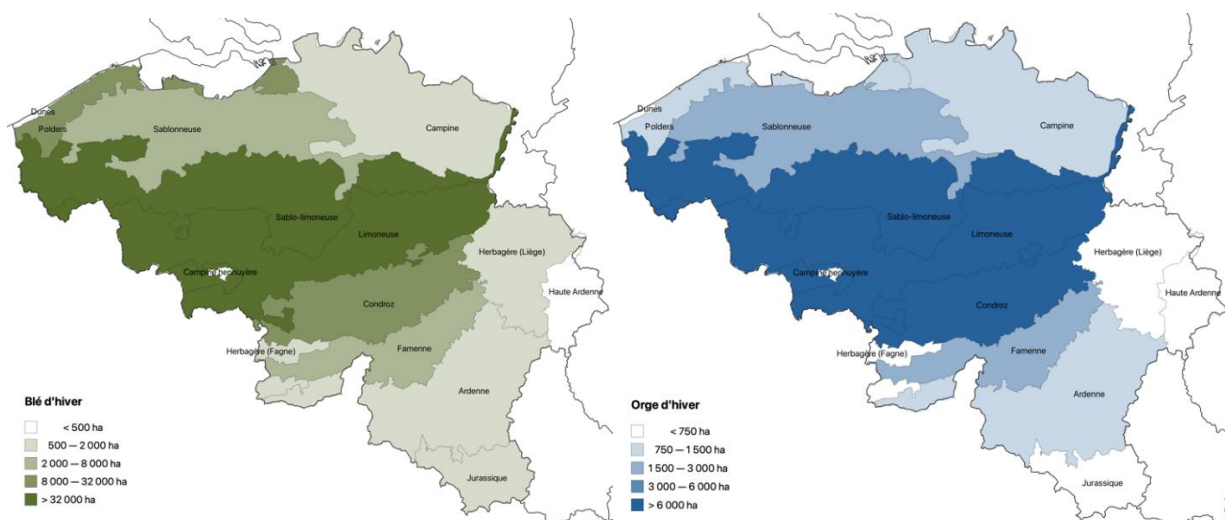 Dunes
Polders
Sablonneuse
Campine
Sablo-limoneuse
Limoneuse
Herbagère (Liège)
Campine hennuyère
Haute Ardenne
Condroz
Herbagère (Fagne)
Famenne
Ardenne
Jurassique
Blé d'hiver
< 500 ha
500 — 2 000 ha
2 000 — 8 000 ha
8 000 — 32 000 ha
> 32 000 ha
Dunes
Polders
Sablonneuse
Campine
Sablo-limoneuse
Limoneuse
Herbagère (Liège)
Campine hennuyère
Haute Ardenne
Condroz
Herbagère (Fagne)
Famenne
Ardenne
Jurassique
Orge d'hiver
< 750 ha
750 — 1 500 ha
1 500 — 3 000 ha
3 000 — 6 000 ha
> 6 000 ha